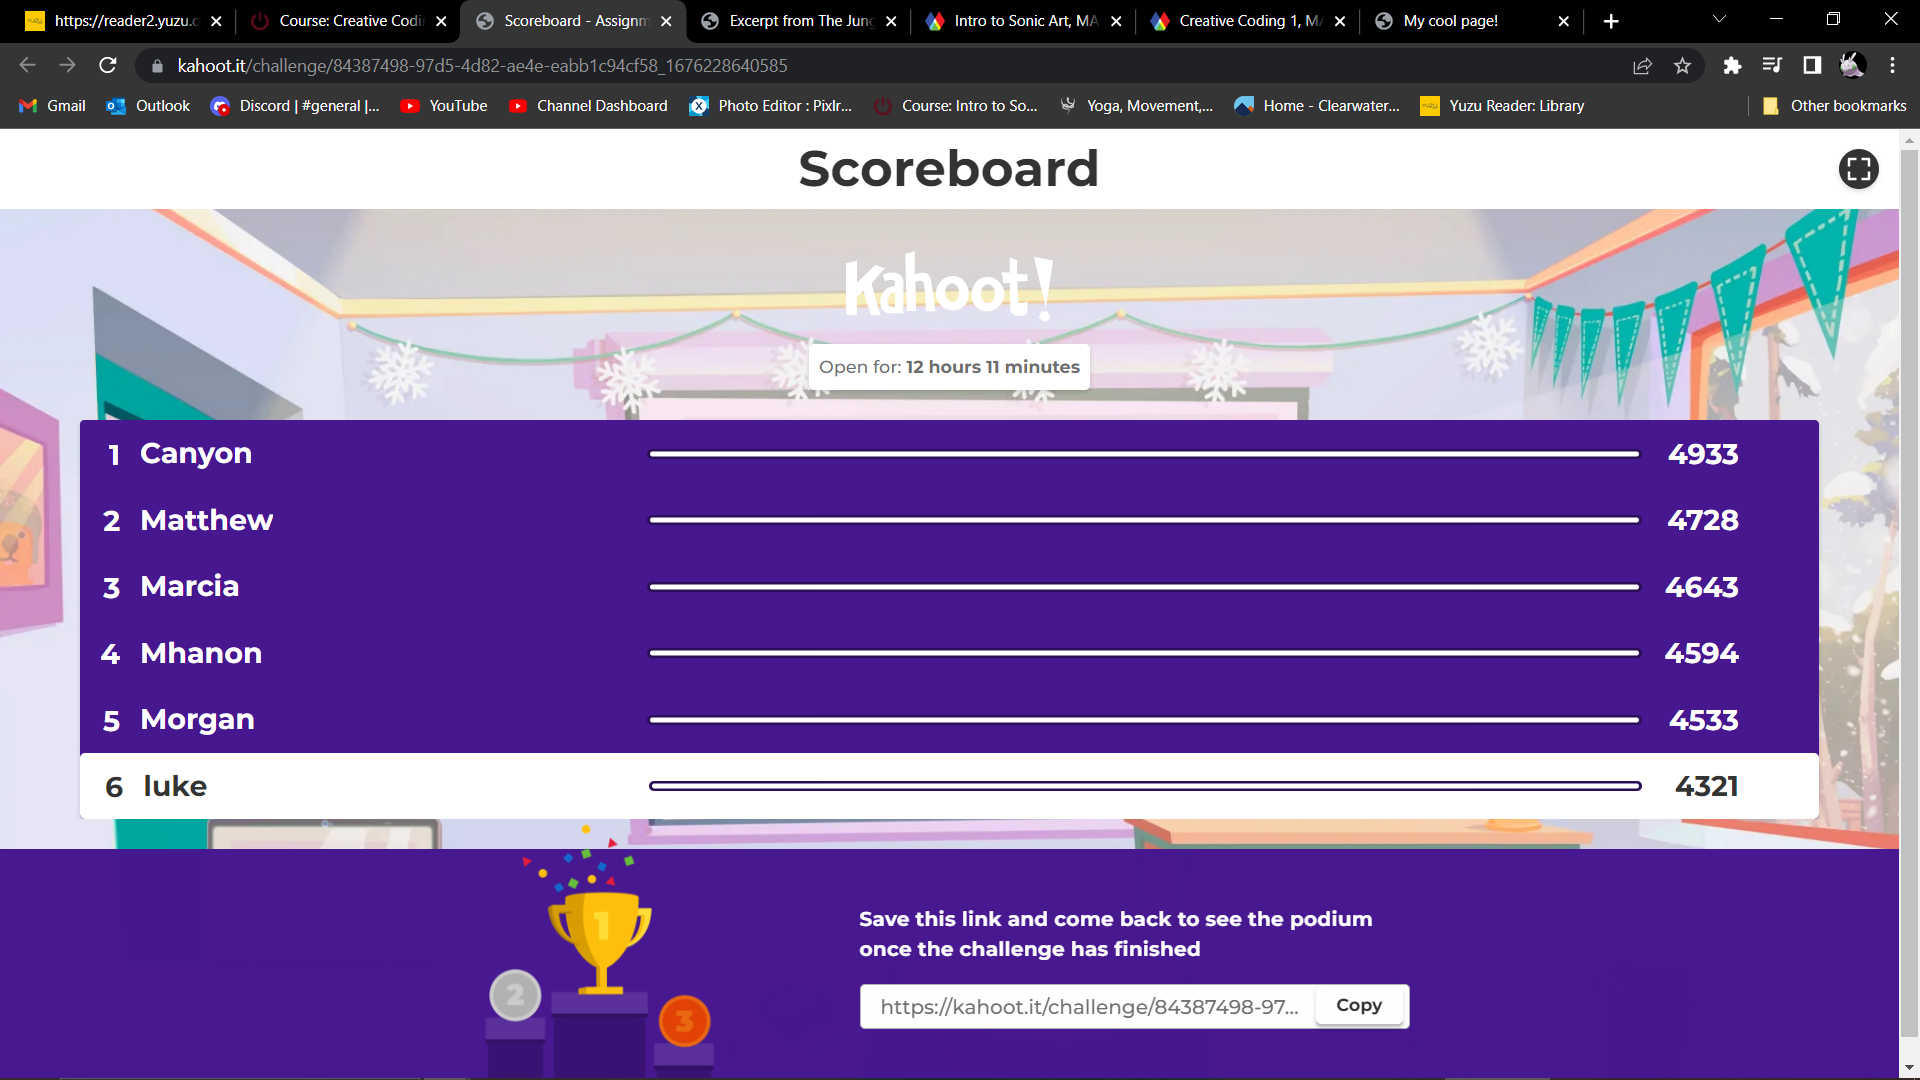 https://reader2.yuzu.c
Course: Creative Codi
Scoreboard - Assignm
Excerpt from The Jung
Intro to Sonic Art, MA
Creative Coding 1, MA
My cool page!
kahoot.it/challenge/84387498-97d5-4d82-ae4e-eabb1c94cf58_1676228640585
Gmail
Outlook
Discord | #general |...
YouTube
Channel Dashboard
Photo Editor : Pixlr...
Course: Intro to So...
Yoga, Movement,...
Home - Clearwater...
Yuzu Reader: Library
Other bookmarks
Scoreboard
Kahoot!
Open for: 12 hours 11 minutes
1 Canyon 4933
2 Matthew 4728
3 Marcia 4643
4 Mhanon 4594
5 Morgan 4533
6 luke 4321
1
2
3
Save this link and come back to see the podium
once the challenge has finished
https://kahoot.it/challenge/84387498-97...
Copy